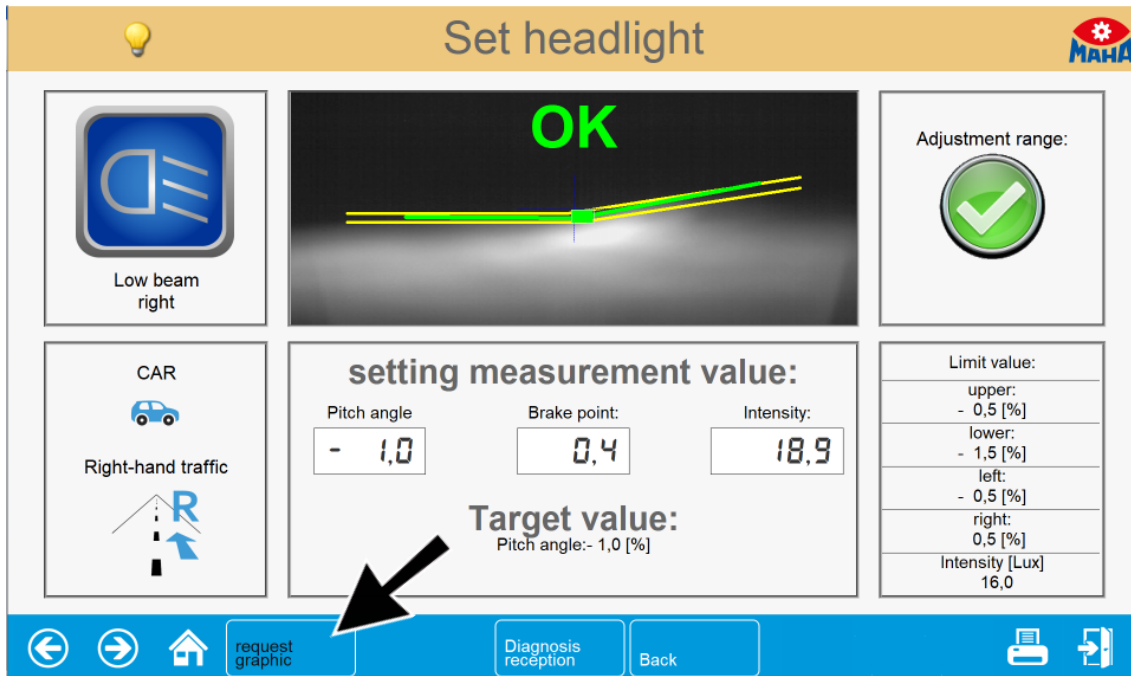 Set headlight
MAHA
Low beam
right
OK
Adjustment range:
CAR
Right-hand traffic
R
setting measurement value:
Pitch angle
Brake point:
Intensity:
- 1,0
0,4
18,9
Target value:
Pitch angle:- 1,0 [%]
Limit value:
upper:
- 0,5 [%]
lower:
- 1,5 [%]
left:
- 0,5 [%]
right:
0,5 [%]
Intensity [Lux]
16,0
request
graphic
Diagnosis
reception
Back